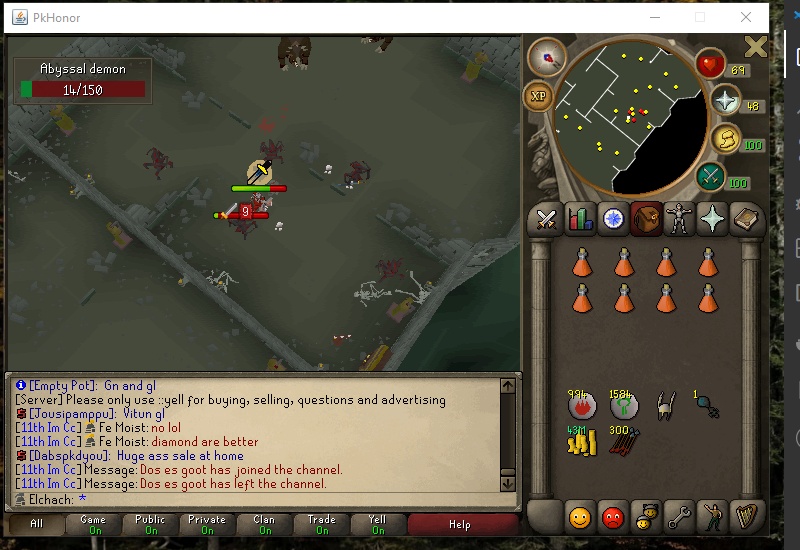 PkHonor
Abyssal demon
14/150
9
XP
69
48
100
100
994
1584
1
43M
300
[Empty Pot]: Gn and gl
[Server] Please only use ::yell for buying, selling, questions and advertising
[Jousipamppu]: Vitun gl
[11th Im Cc] Fe Moist: no lol
[11th Im Cc] Fe Moist: diamond are better
[Dabspkdyou]: Huge ass sale at home
[11th Im Cc] Message: Dos es goot has joined the channel.
[11th Im Cc] Message: Dos es goot has left the channel.
Elchach: *
All Game On Public On Private On Clan On Trade On Yell On Help